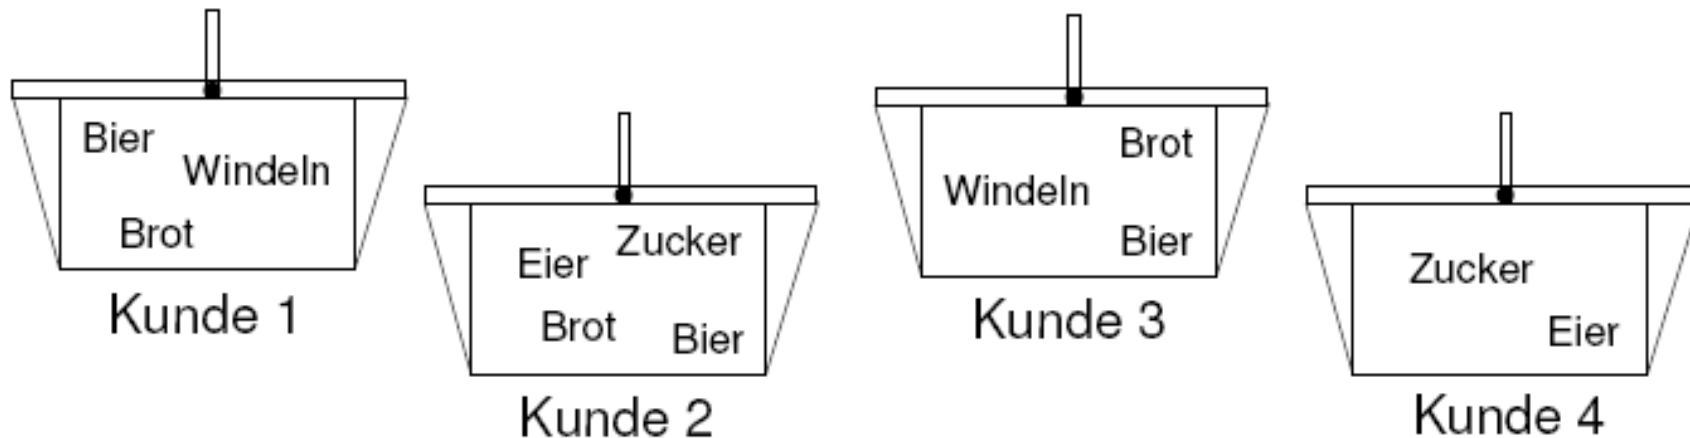 Bier
Windeln
Brot
Kunde 1
Zucker
Eier
Brot
Bier
Kunde 2
Brot
Windeln
Bier
Kunde 3
Zucker
Eier
Kunde 4